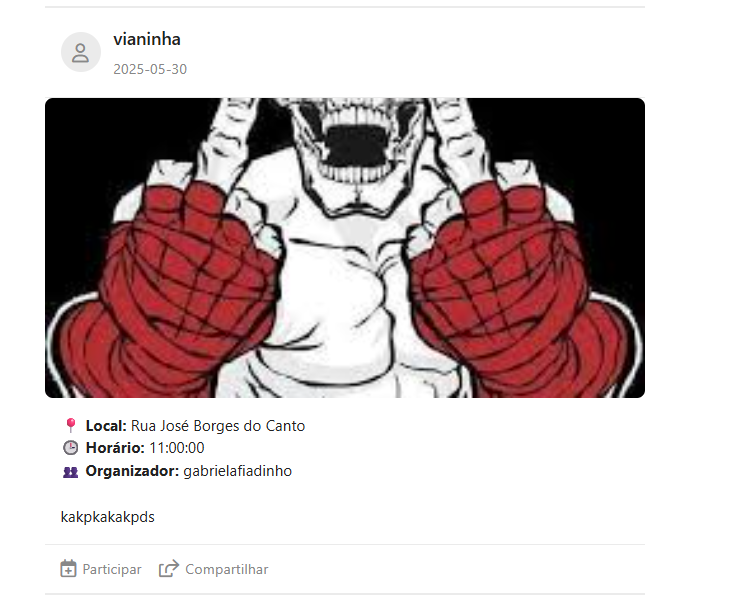 vianinha
2025-05-30
Local: Rua José Borges do Canto
Horário: 11:00:00
Organizador: gabrielafiadinho
kakpkakakpds
Participar Compartilhar